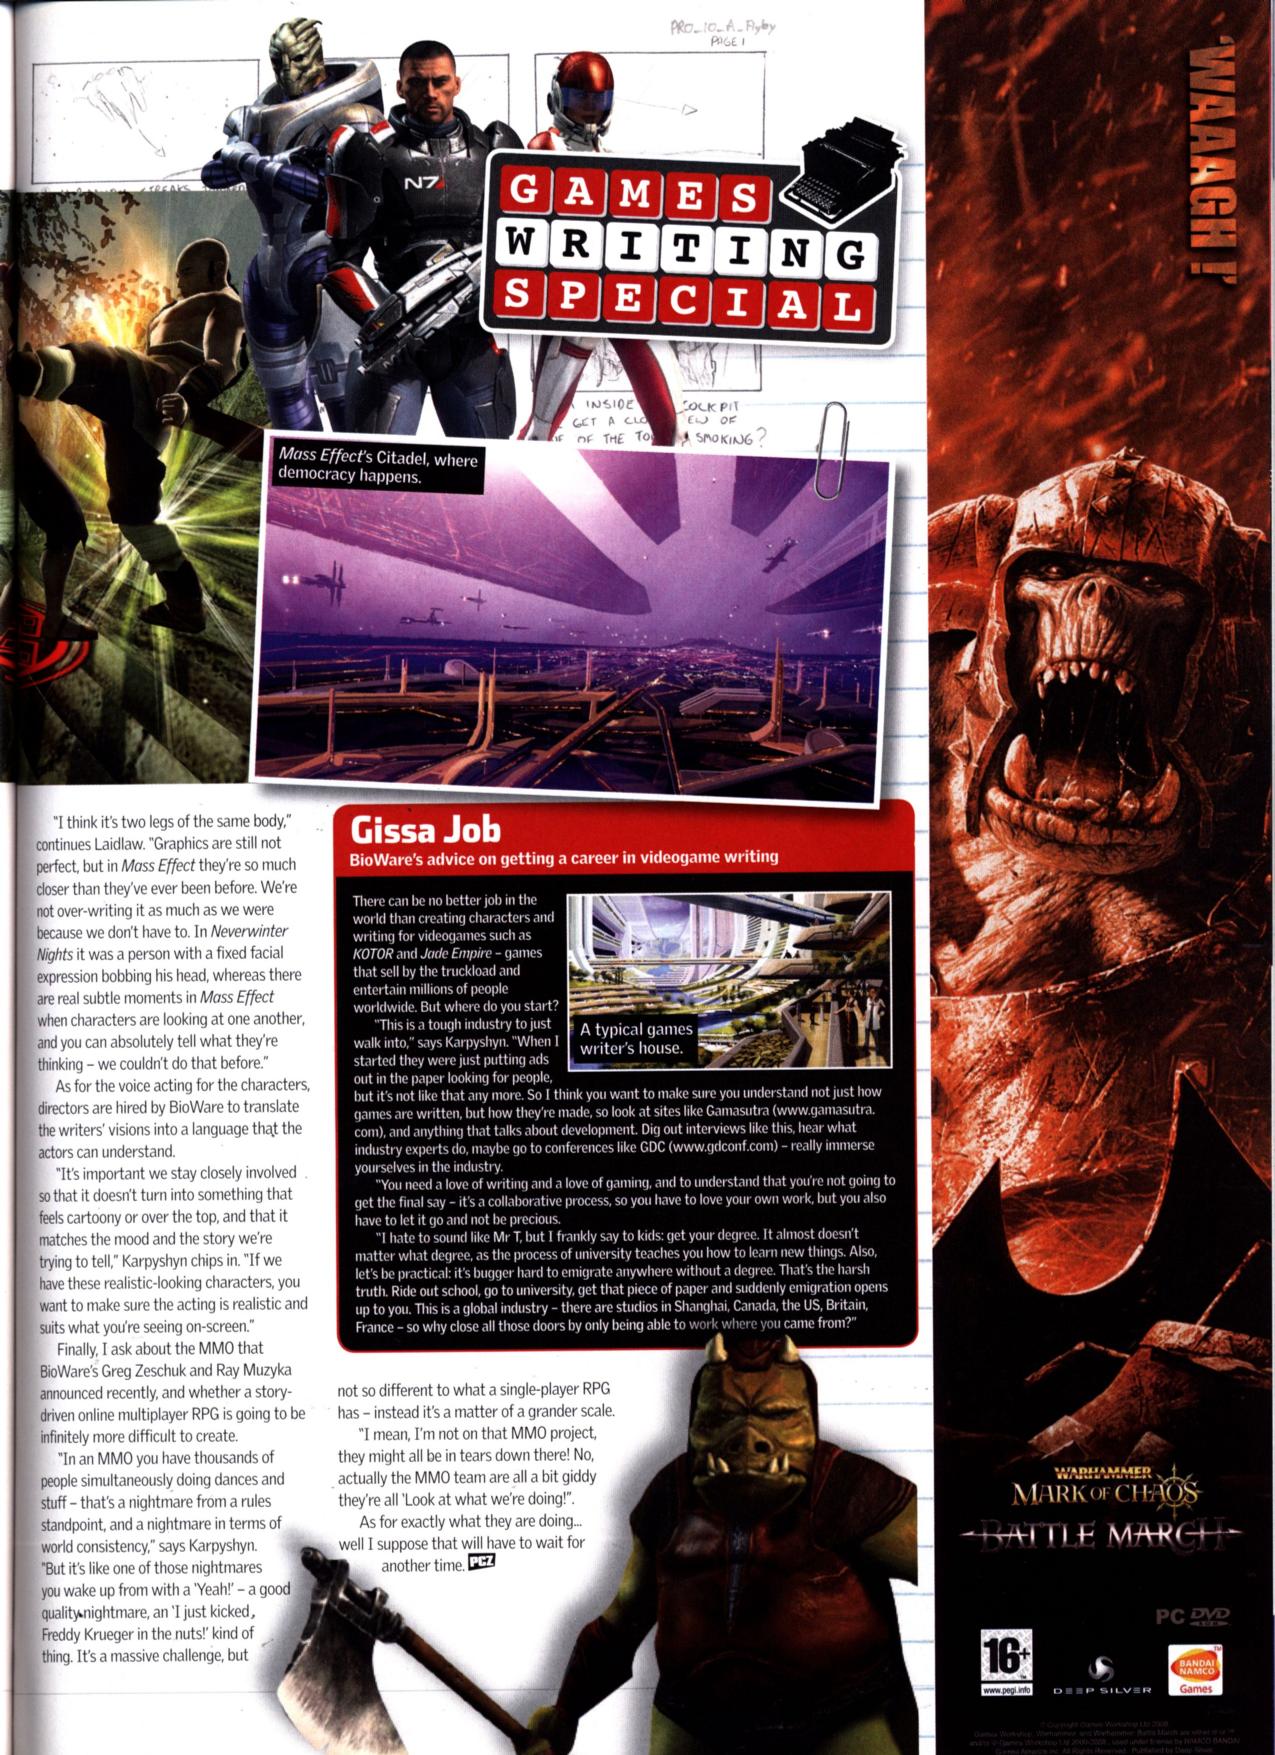 PRO_10_A_Flyby
PAGE 1
N7
GAMES
WRITING
SPECIAL
INSIDE COCKPIT
GET A CLO EW OF
OF THE TO SMOKING?
Mass Effect's Citadel, where
democracy happens.
"I think it's two legs of the same body,"
continues Laidlaw. "Graphics are still not
perfect, but in Mass Effect they're so much
closer than they've ever been before. We're
not over-writing it as much as we were
because we don't have to. In Neverwinter
Nights it was a person with a fixed facial
expression bobbing his head, whereas there
are real subtle moments in Mass Effect
when characters are looking at one another,
and you can absolutely tell what they're
thinking – we couldn't do that before."
As for the voice acting for the characters,
directors are hired by BioWare to translate
the writers' visions into a language that the
actors can understand.
"It's important we stay closely involved
so that it doesn't turn into something that
feels cartoony or over the top, and that it
matches the mood and the story we're
trying to tell," Karpyshyn chips in. "If we
have these realistic-looking characters, you
want to make sure the acting is realistic and
suits what you're seeing on-screen."
Finally, I ask about the MMO that
BioWare's Greg Zeschuk and Ray Muzyka
announced recently, and whether a story-
driven online multiplayer RPG is going to be
infinitely more difficult to create.
"In an MMO you have thousands of
people simultaneously doing dances and
stuff – that's a nightmare from a rules
standpoint, and a nightmare in terms of
world consistency," says Karpyshyn.
"But it's like one of those nightmares
you wake up from with a 'Yeah!' – a good
quality nightmare, an 'I just kicked
Freddy Krueger in the nuts!' kind of
thing. It's a massive challenge, but
not so different to what a single-player RPG
has – instead it's a matter of a grander scale.
"I mean, I'm not on that MMO project,
they might all be in tears down there! No,
actually the MMO team are all a bit giddy
they're all 'Look at what we're doing!".
As for exactly what they are doing...
well I suppose that will have to wait for
another time. PCZ
Gissa Job
BioWare's advice on getting a career in videogame writing
There can be no better job in the
world than creating characters and
writing for videogames such as
KOTOR and Jade Empire – games
that sell by the truckload and
entertain millions of people
worldwide. But where do you start?
"This is a tough industry to just
walk into," says Karpyshyn. "When I
started they were just putting ads
out in the paper looking for people,
but it's not like that any more. So I think you want to make sure you understand not just how
games are written, but how they're made, so look at sites like Gamasutra (www.gamasutra.
com), and anything that talks about development. Dig out interviews like this, hear what
industry experts do, maybe go to conferences like GDC (www.gdconf.com) – really immerse
yourselves in the industry.
"You need a love of writing and a love of gaming, and to understand that you're not going to
get the final say – it's a collaborative process, so you have to love your own work, but you also
have to let it go and not be precious.
"I hate to sound like Mr T, but I frankly say to kids: get your degree. It almost doesn't
matter what degree, as the process of university teaches you how to learn new things. Also,
let's be practical: it's bugger hard to emigrate anywhere without a degree. That's the harsh
truth. Ride out school, go to university, get that piece of paper and suddenly emigration opens
up to you. This is a global industry – there are studios in Shanghai, Canada, the US, Britain,
France – so why close all those doors by only being able to work where you came from?"
A typical games
writer's house.
'WAAAGH!'
WARHAMMER
MARK OF CHAOS
BATTLE MARCH
PC DVD
ROM
16+
www.pegi.info
DEEP SILVER
BANDAI
NAMCO
Games
© Copyright Games Workshop Ltd 2008.